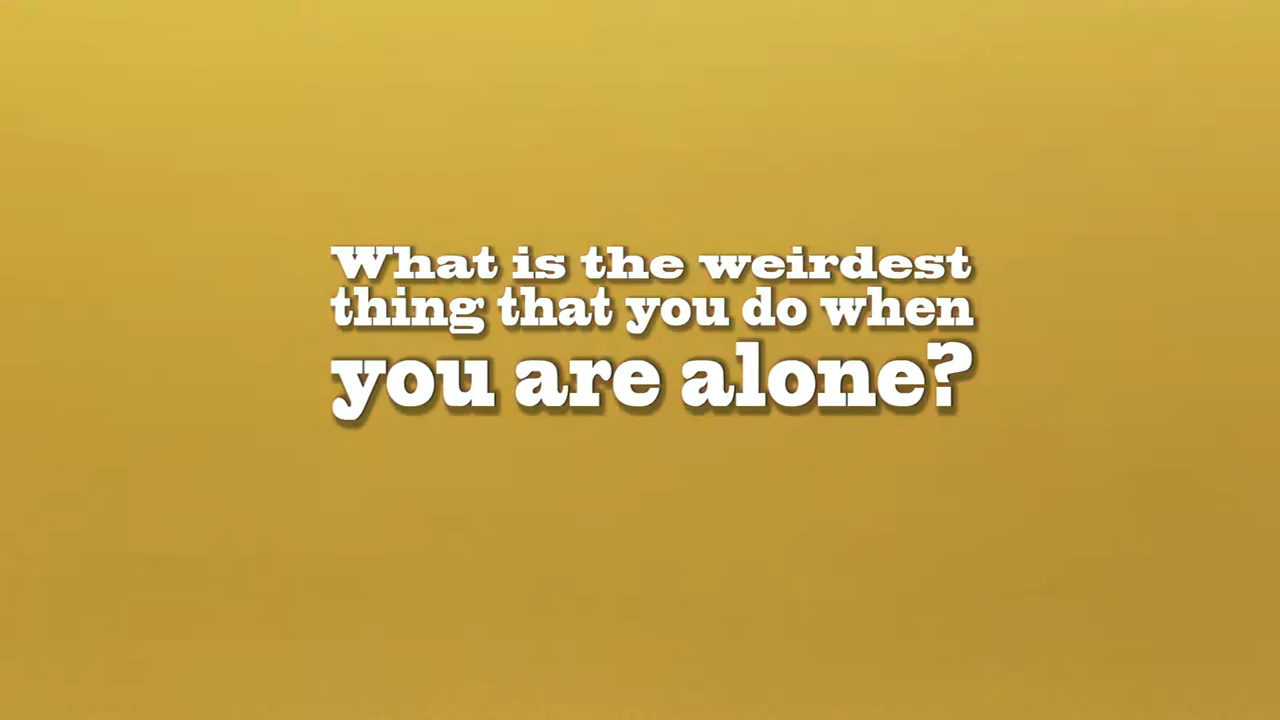 What is the weirdest
thing that you do when
you are alone?